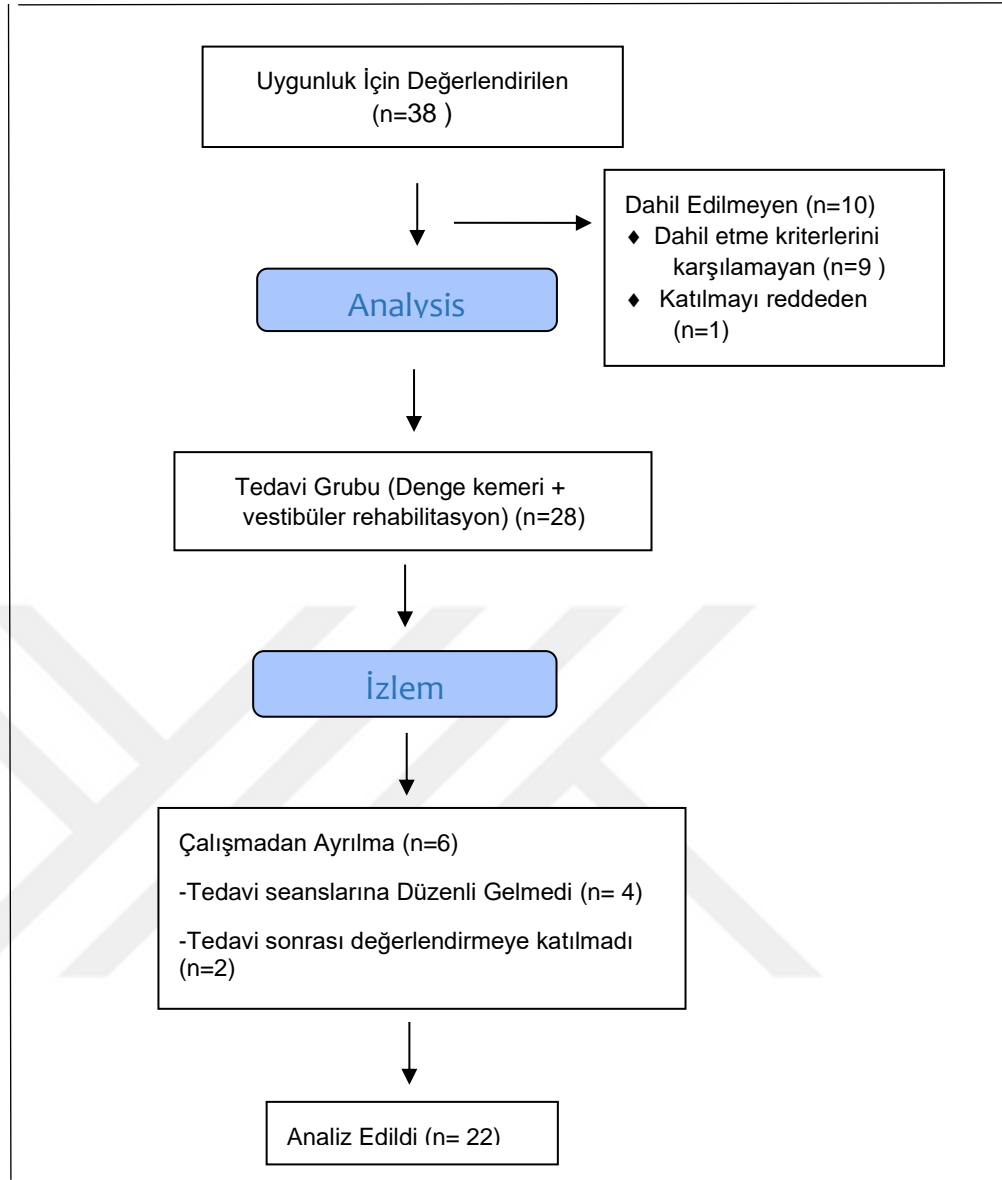 Uygunluk İçin Değerlendirilen
(n=38 )
Dahil Edilmeyen (n=10)
♦ Dahil etme kriterlerini
karşılamayan (n=9 )
♦ Katılmayı reddeden
(n=1)
Analysis
Tedavi Grubu (Denge kemeri +
vestibüler rehabilitasyon) (n=28)
İzlem
Çalışmadan Ayrılma (n=6)
-Tedavi seanslarına Düzenli Gelmedi (n= 4)
-Tedavi sonrası değerlendirmeye katılmadı
(n=2)
Analiz Edildi (n= 22)